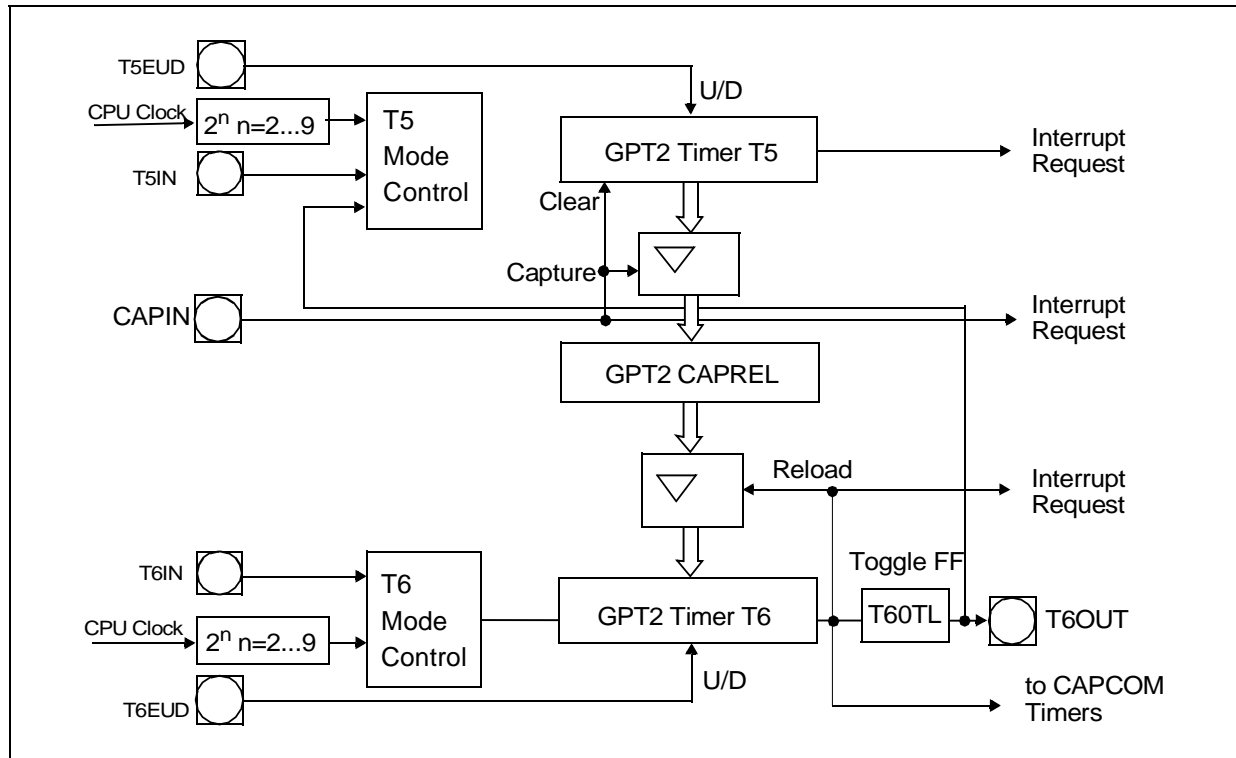 T5EUD
U/D
CPU Clock
2ⁿ n=2...9
T5
Mode
Control
GPT2 Timer T5
Interrupt
Request
T5IN
Clear
Capture
CAPIN
Interrupt
Request
GPT2 CAPREL
Reload
Interrupt
Request
T6IN
Toggle FF
T6
Mode
Control
GPT2 Timer T6
T60TL
T6OUT
CPU Clock
2ⁿ n=2...9
U/D
T6EUD
to CAPCOM
Timers